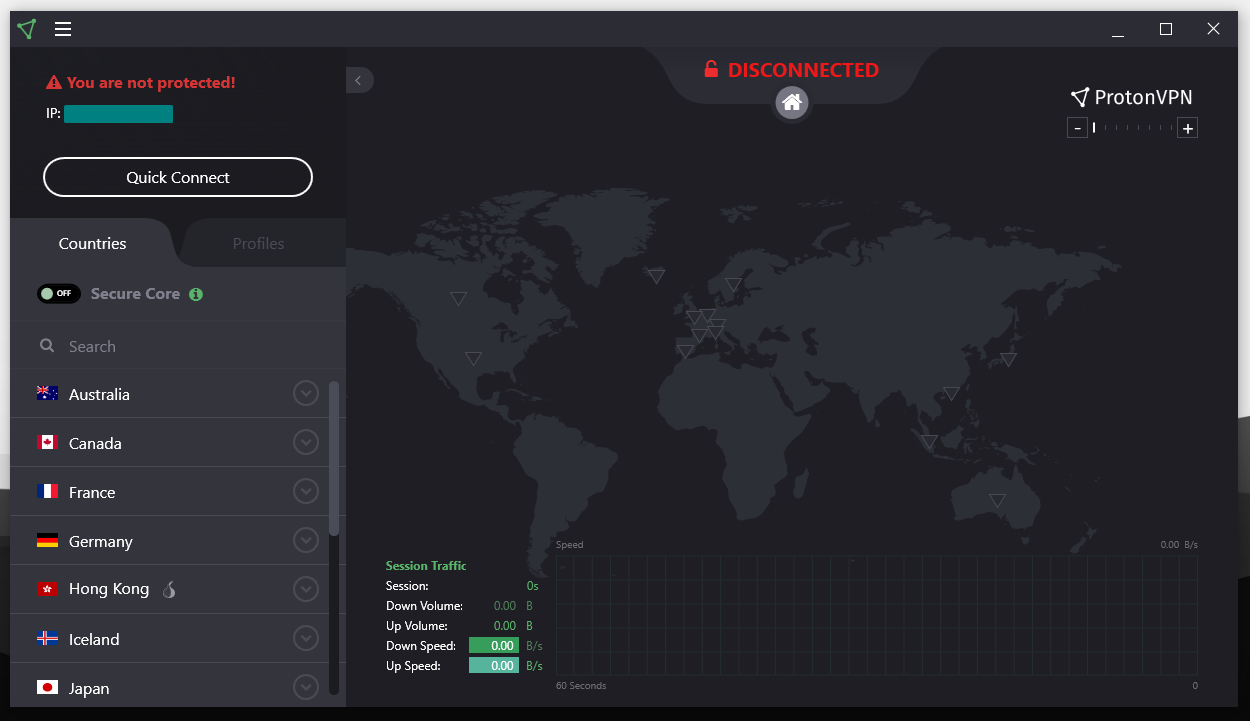 You are not protected!
IP:
Quick Connect
Countries
Profiles
OFF
Secure Core
Search
Australia
Canada
France
Germany
Hong Kong
Iceland
Japan
DISCONNECTED
ProtonVPN
- +
Speed 0.00 B/s
Session Traffic
Session: 0s
Down Volume: 0.00 B
Up Volume: 0.00 B
Down Speed: 0.00 B/s
Up Speed: 0.00 B/s
60 Seconds 0